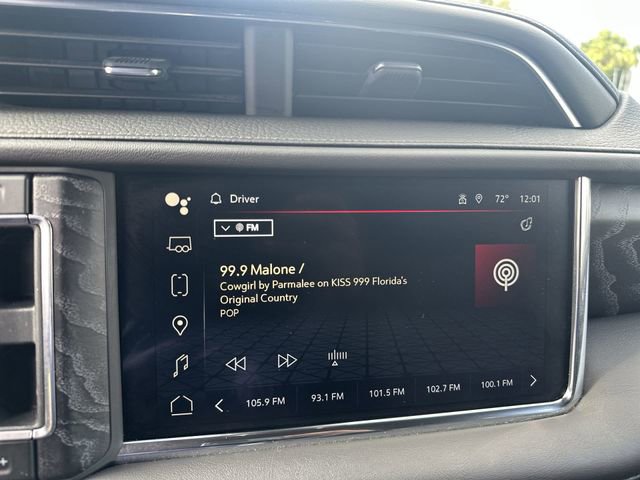 Driver
72° 12:01
FM
99.9 Malone /
Cowgirl by Parmalee on KISS 999 Florida's
Original Country
POP
105.9 FM 93.1 FM 101.5 FM 102.7 FM 100.1 FM